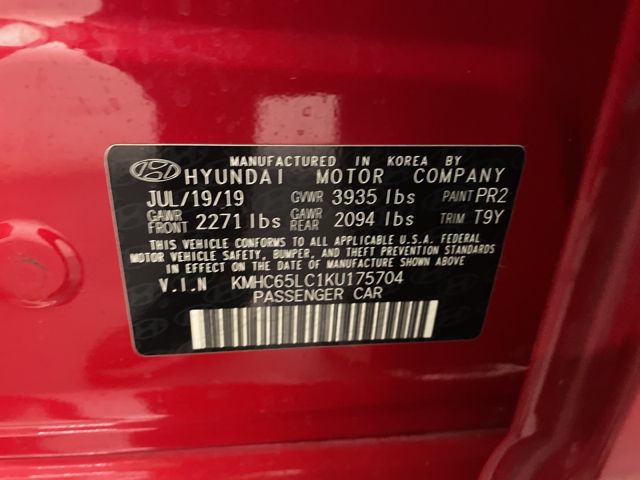 MANUFACTURED IN KOREA BY
HYUNDAI MOTOR COMPANY
JUL/19/19 GVWR 3935 lbs PAINT PR2
GAWR FRONT 2271 lbs GAWR REAR 2094 lbs TRIM T9Y
THIS VEHICLE CONFORMS TO ALL APPLICABLE U.S.A. FEDERAL
MOTOR VEHICLE SAFETY, BUMPER, AND THEFT PREVENTION STANDARDS
IN EFFECT ON THE DATE OF MANUFACTURE SHOWN ABOVE.
V.I.N KMHC65LC1KU175704
PASSENGER CAR